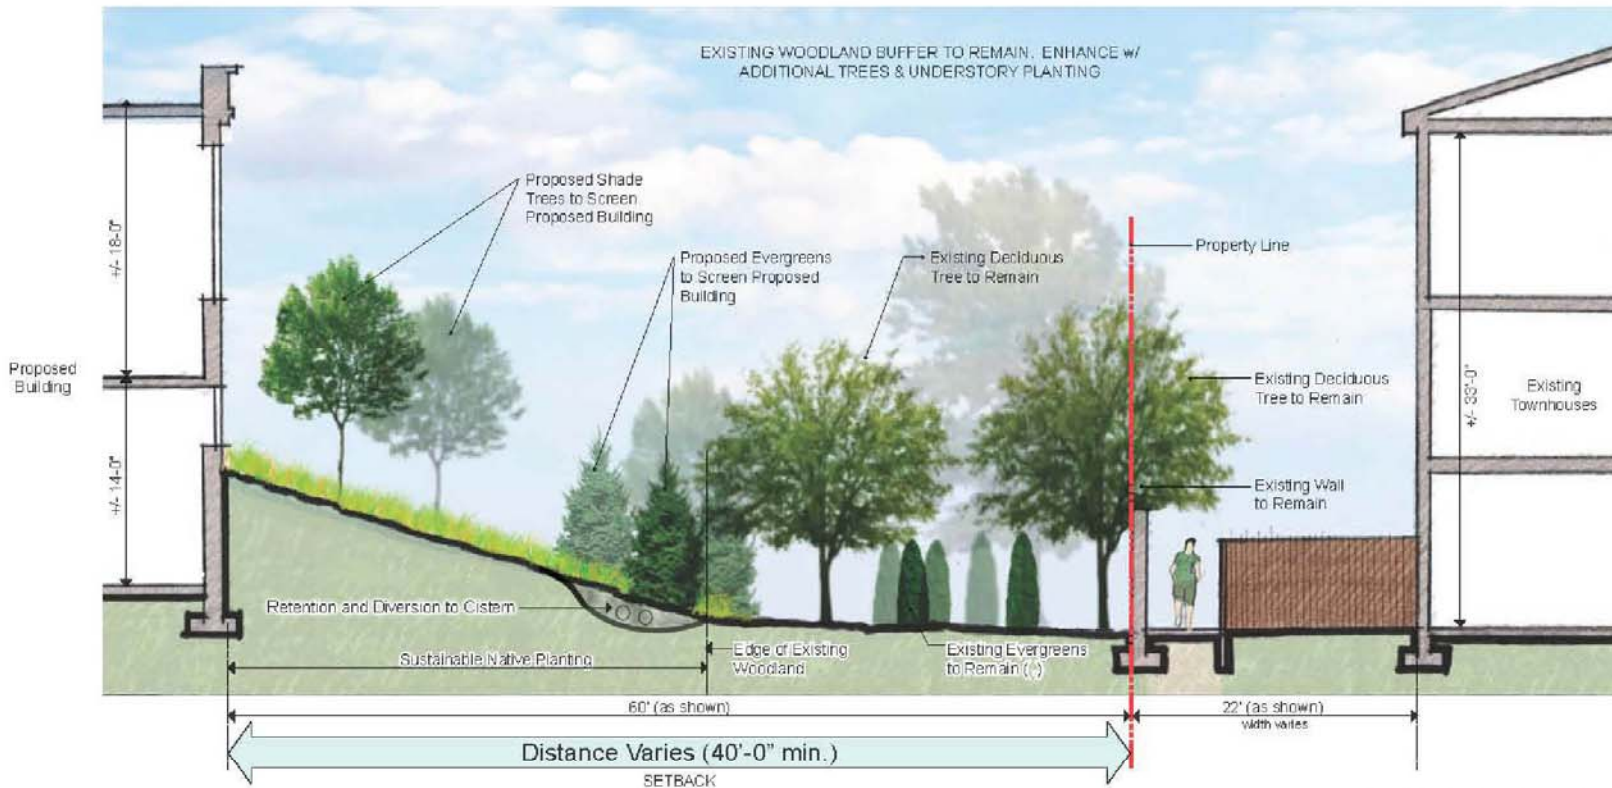 EXISTING WOODLAND BUFFER TO REMAIN. ENHANCE w/
ADDITIONAL TREES & UNDERSTORY PLANTING
Proposed Shade
Trees to Screen
Proposed Building
Proposed Evergreens
to Screen Proposed
Building
Existing Deciduous
Tree to Remain
Property Line
+/- 18'-0"
Proposed
Building
Existing Deciduous
Tree to Remain
+/- 33'-0"
Existing
Townhouses
+/- 14'-0"
Existing Wall
to Remain
Retention and Diversion to Cistern
Sustainable Native Planting
Edge of Existing
Woodland
Existing Evergreens
to Remain
60' (as shown)
22' (as shown)
width varies
Distance Varies (40'-0" min.)
SETBACK